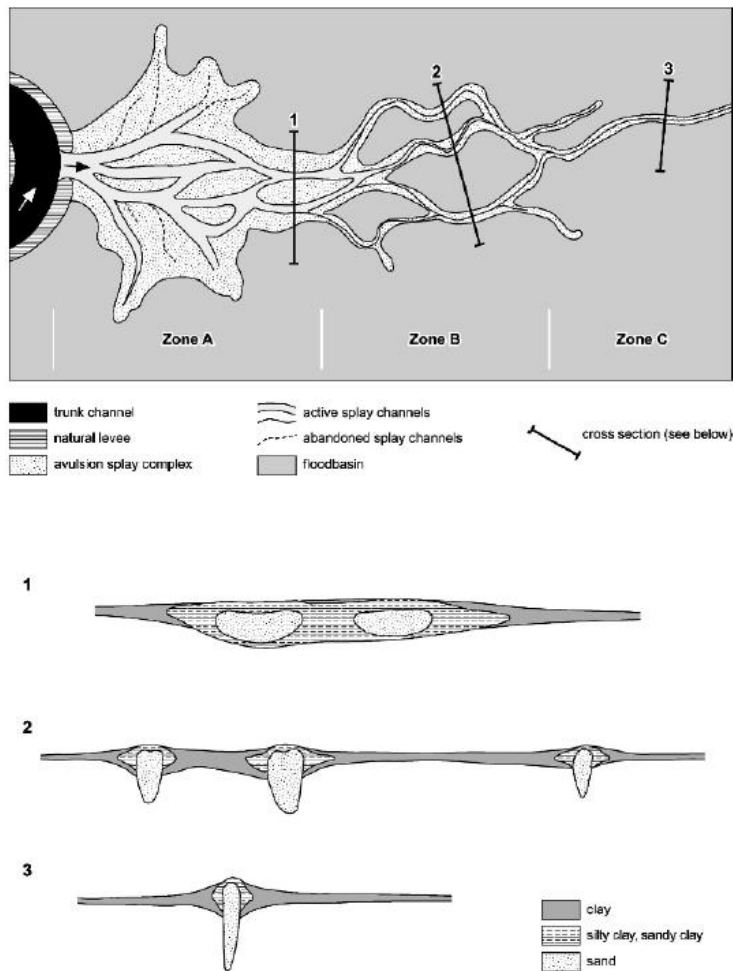 1
2
3
Zone A
Zone B
Zone C
trunk channel
natural levee
avulsion splay complex
active splay channels
abandoned splay channels
floodbasin
cross section (see below)
1
2
3
clay
silty clay, sandy clay
sand